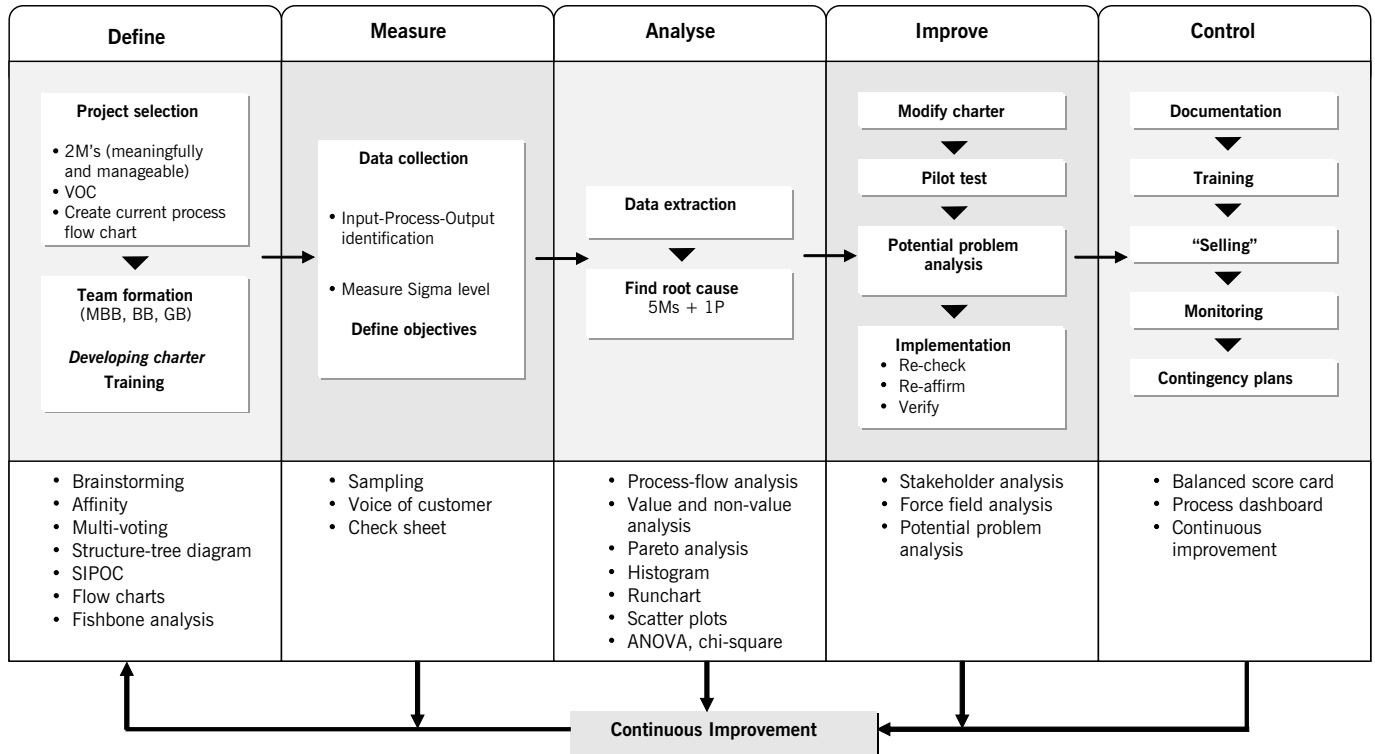 Define
Measure
Analyse
Improve
Control
Project selection
• 2M's (meaningfully
and manageable)
• VOC
• Create current process
flow chart
Team formation
(MBB, BB, GB)
Developing charter
Training
Data collection
• Input-Process-Output
identification
• Measure Sigma level
Define objectives
Data extraction
Find root cause
5Ms + 1P
Modify charter
Pilot test
Potential problem
analysis
Implementation
• Re-check
• Re-affirm
• Verify
Documentation
Training
“Selling”
Monitoring
Contingency plans
• Brainstorming
• Affinity
• Multi-voting
• Structure-tree diagram
• SIPOC
• Flow charts
• Fishbone analysis
• Sampling
• Voice of customer
• Check sheet
• Process-flow analysis
• Value and non-value
analysis
• Pareto analysis
• Histogram
• Runchart
• Scatter plots
• ANOVA, chi-square
• Stakeholder analysis
• Force field analysis
• Potential problem
analysis
• Balanced score card
• Process dashboard
• Continuous
improvement
Continuous Improvement